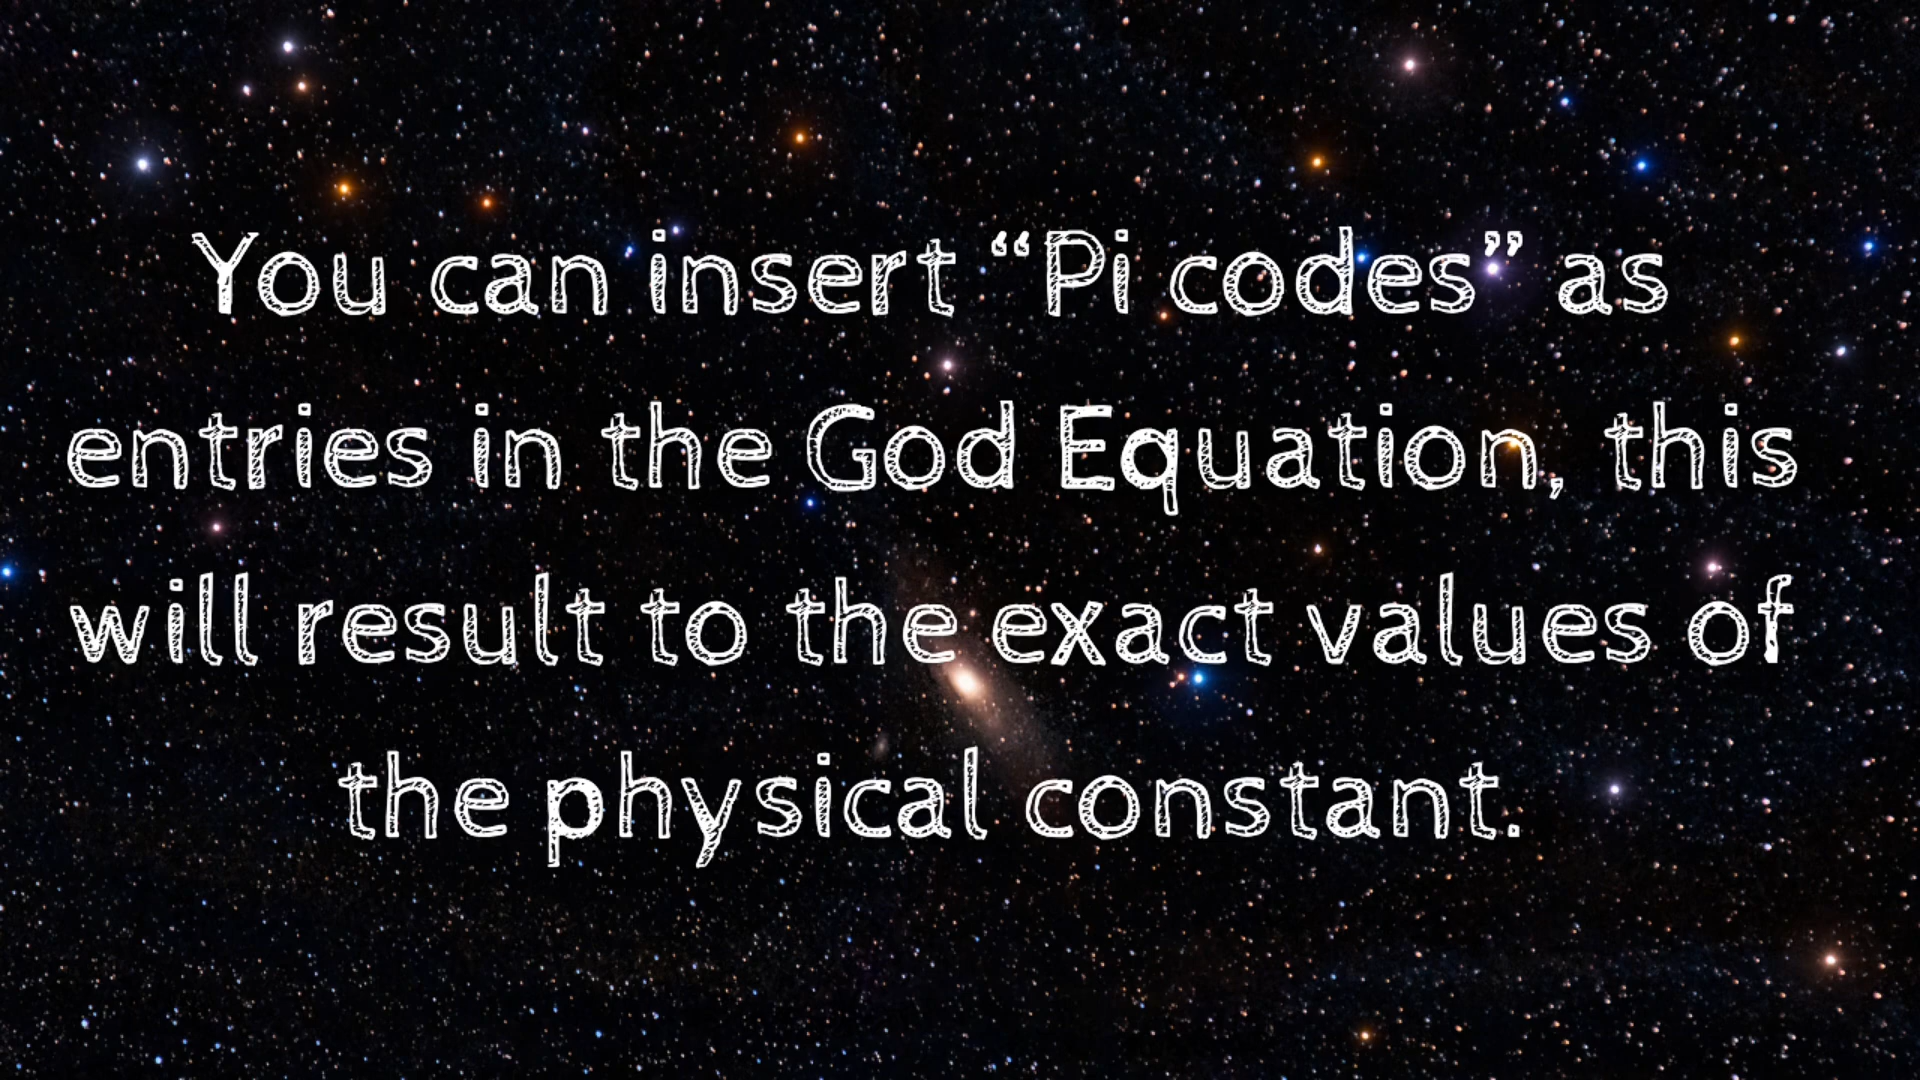 You can insert “Pi codes” as
entries in the God Equation, this
will result to the exact values of
the physical constant.